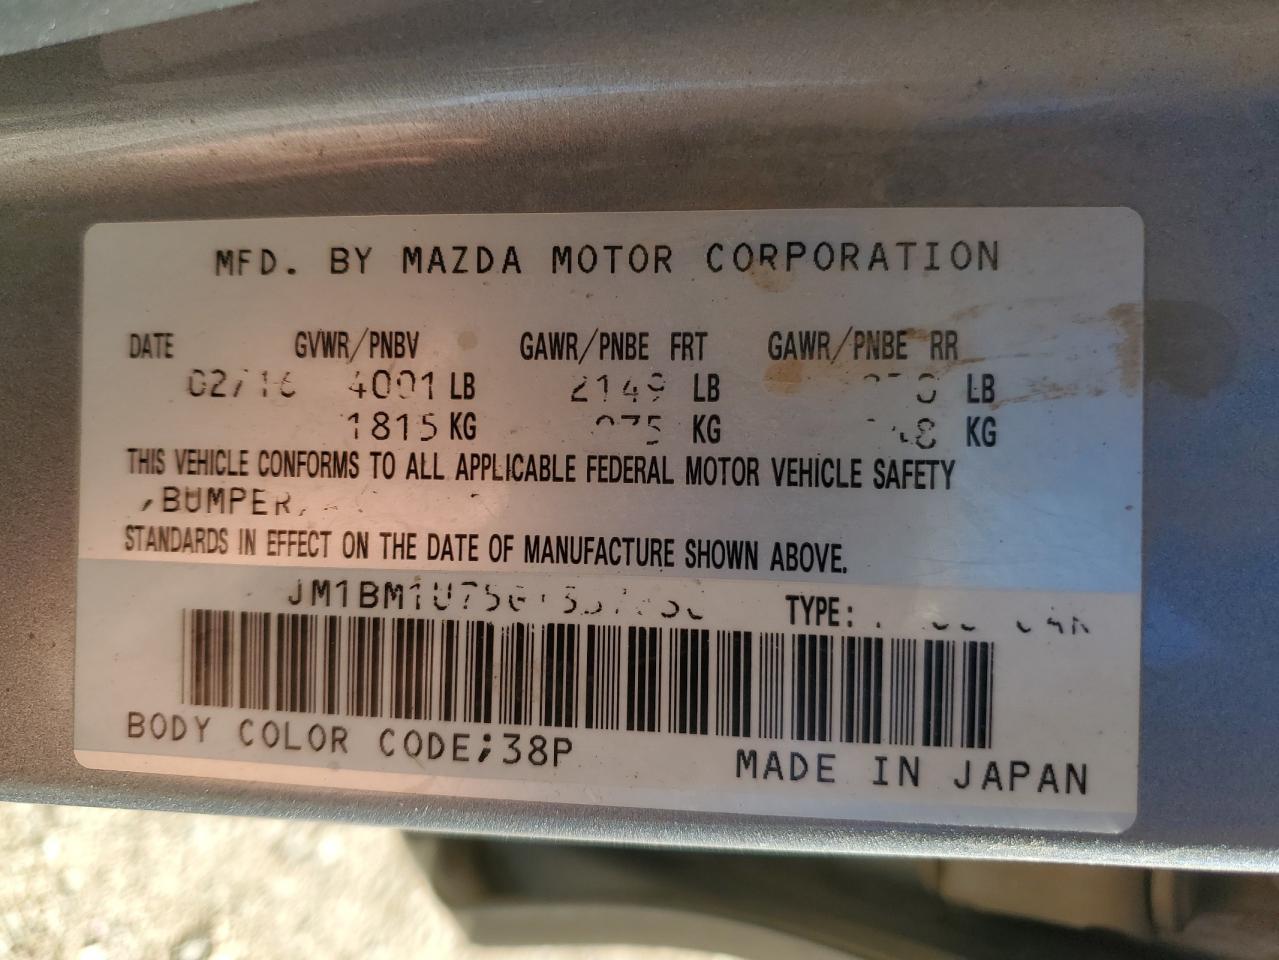 MFD. BY MAZDA MOTOR CORPORATION
DATE GVWR/PNBV GAWR/PNBE FRT GAWR/PNBE RR
02/16 4001 LB 2149 LB LB
1815 KG KG KG
THIS VEHICLE CONFORMS TO ALL APPLICABLE FEDERAL MOTOR VEHICLE SAFETY
,BUMPER,
STANDARDS IN EFFECT ON THE DATE OF MANUFACTURE SHOWN ABOVE.
TYPE:
BODY COLOR CODE;38P MADE IN JAPAN